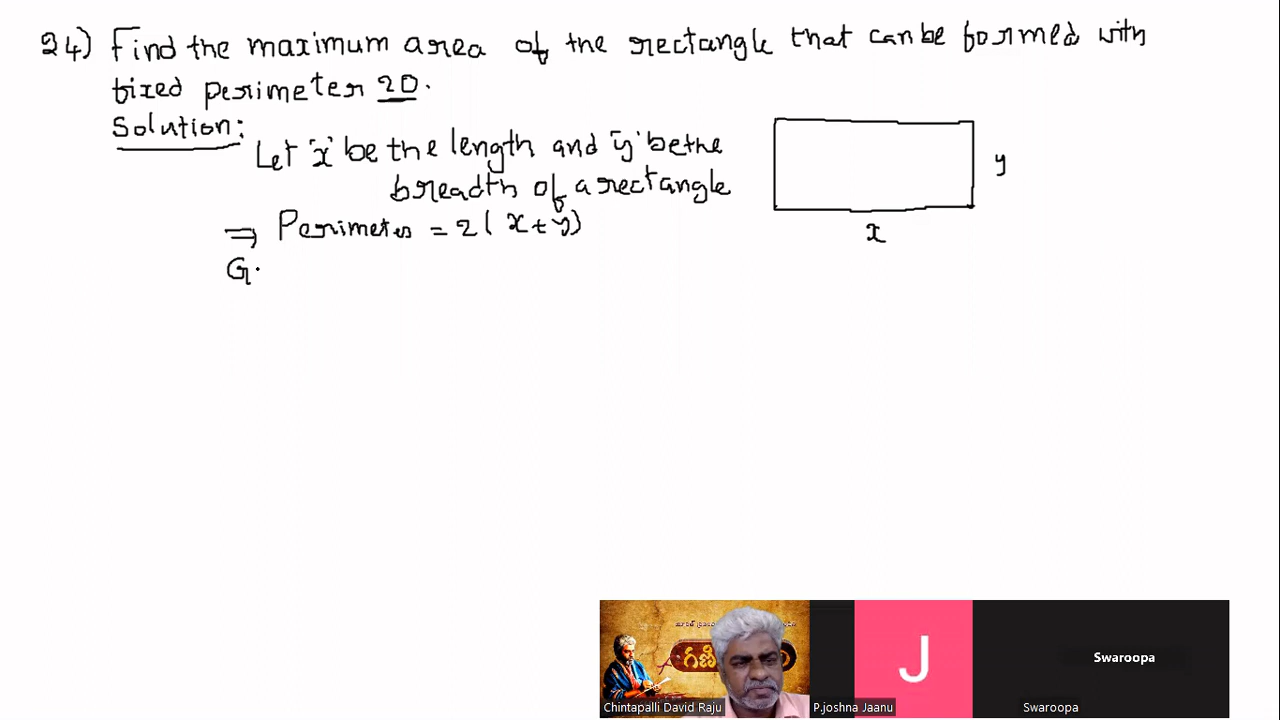 24) Find the maximum area of the rectangle that can be formed with
fixed perimeter 20.
Solution:
Let 'x' be the length and 'y' be the
breadth of a rectangle
⇒ Perimeter = 2(x+y)
G.
y
x
J
Swaroopa
Chintapalli David Raju
P.joshna Jaanu
Swaroopa